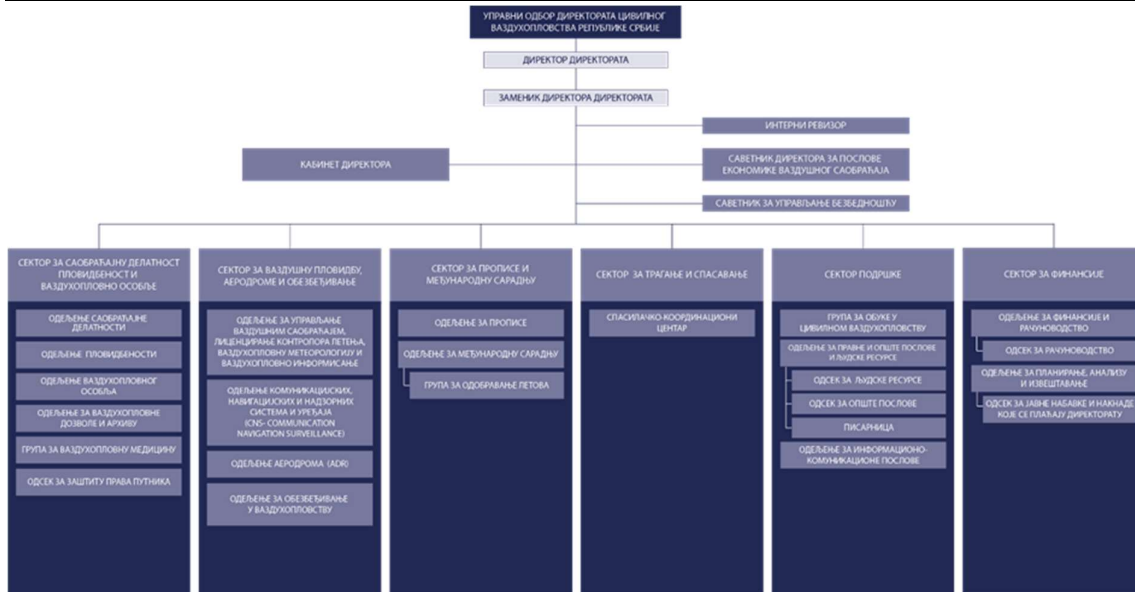 УПРАВНИ ОДБОР ДИРЕКТОРАТА ЦИВИЛНОГ
ВАЗДУХОПЛОВСТВА РЕПУБЛИКЕ СРБИЈЕ
ДИРЕКТОР ДИРЕКТОРАТА
ЗАМЕНИК ДИРЕКТОРА ДИРЕКТОРАТА
ИНТЕРНИ РЕВИЗОР
КАБИНЕТ ДИРЕКТОРА
САВЕТНИК ДИРЕКТОРА ЗА ПОСЛОВЕ
ЕКОНОМИКЕ ВАЗДУШНОГ САОБРАЋАЈА
САВЕТНИК ЗА УПРАВЉАЊЕ БЕЗБЕДНОШЋУ
СЕКТОР ЗА САОБРАЋАЈНУ ДЕЛАТНОСТ
ПЛОВИДБЕНОСТ И
ВАЗДУХОПЛОВНО ОСОБЉЕ
ОДЕЉЕЊЕ САОБРАЋАЈНЕ
ДЕЛАТНОСТИ
ОДЕЉЕЊЕ ПЛОВИДБЕНОСТИ
ОДЕЉЕЊЕ ВАЗДУХОПЛОВНОГ
ОСОБЉА
ОДЕЉЕЊЕ ЗА ВАЗДУХОПЛОВНЕ
ДОЗВОЛЕ И АРХИВУ
ГРУПА ЗА ВАЗДУХОПЛОВНУ МЕДИЦИНУ
ОДСЕК ЗА ЗАШТИТУ ПРАВА ПУТНИКА
СЕКТОР ЗА ВАЗДУШНУ ПЛОВИДБУ,
АЕРОДРОМЕ И ОБЕЗБЕЂИВАЊЕ
ОДЕЉЕЊЕ ЗА УПРАВЉАЊЕ
ВАЗДУШНИМ САОБРАЋАЈЕМ,
ЛИЦЕНЦИРАЊЕ КОНТРОЛОРА ЛЕТЕЊА,
ВАЗДУХОПЛОВНУ МЕТЕОРОЛОГИЈУ И
ВАЗДУХОПЛОВНО ИНФОРМИСАЊЕ
ОДЕЉЕЊЕ КОМУНИКАЦИЈСКИХ,
НАВИГАЦИЈСКИХ И НАДЗОРНИХ
СИСТЕМА И УРЕЂАЈА
(CNS- COMMUNICATION
NAVIGATION SURVEILLANCE)
ОДЕЉЕЊЕ АЕРОДРОМА (ADR)
ОДЕЉЕЊЕ ЗА ОБЕЗБЕЂИВАЊЕ
У ВАЗДУХОПЛОВСТВУ
СЕКТОР ЗА ПРОПИСЕ И
МЕЂУНАРОДНУ САРАДЊУ
ОДЕЉЕЊЕ ЗА ПРОПИСЕ
ОДЕЉЕЊЕ ЗА МЕЂУНАРОДНУ САРАДЊУ
ГРУПА ЗА ОДОБРАВАЊЕ ЛЕТОВА
СЕКТОР ЗА ТРАГАЊЕ И СПАСАВАЊЕ
СПАСИЛАЧКО-КООРДИНАЦИОНИ
ЦЕНТАР
СЕКТОР ПОДРШКЕ
ГРУПА ЗА ОБУКЕ У
ЦИВИЛНОМ ВАЗДУХОПЛОВСТВУ
ОДЕЉЕЊЕ ЗА ПРАВНЕ И ОПШТЕ ПОСЛОВЕ
И ЉУДСКЕ РЕСУРСЕ
ОДСЕК ЗА ЉУДСКЕ РЕСУРСЕ
ОДСЕК ЗА ОПШТЕ ПОСЛОВЕ
ПИСАРНИЦА
ОДЕЉЕЊЕ ЗА ИНФОРМАЦИОНО-
КОМУНИКАЦИОНЕ ПОСЛОВЕ
СЕКТОР ЗА ФИНАНСИЈЕ
ОДЕЉЕЊЕ ЗА ФИНАНСИЈЕ И
РАЧУНОВОДСТВО
ОДСЕК ЗА РАЧУНОВОДСТВО
ОДЕЉЕЊЕ ЗА ПЛАНИРАЊЕ, АНАЛИЗУ
И ИЗВЕШТАВАЊЕ
ОДСЕК ЗА ЈАВНЕ НАБАВКЕ И НАКНАДЕ
КОЈЕ СЕ ПЛАЋАЈУ ДИРЕКТОРАТУ